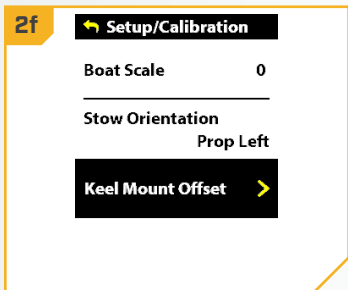 2f
Setup/Calibration
Boat Scale 0
Stow Orientation
Prop Left
Keel Mount Offset >